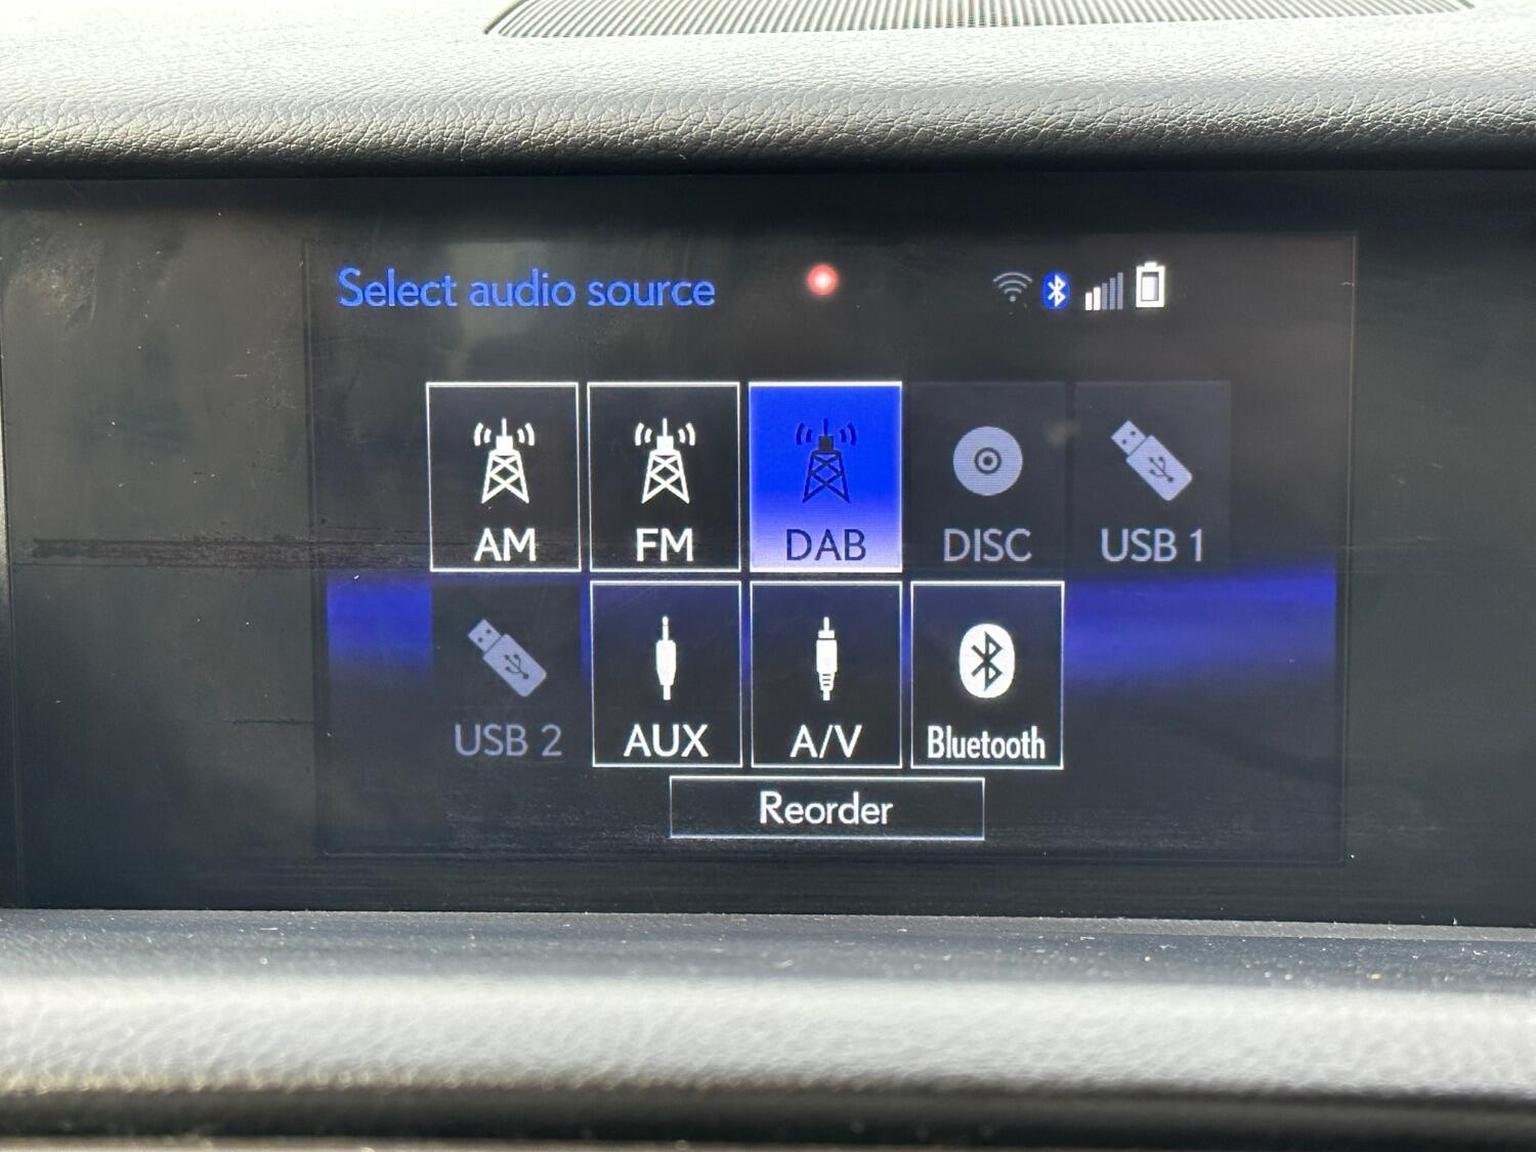 Select audio source
AM FM DAB DISC USB 1
USB 2 AUX A/V Bluetooth
Reorder